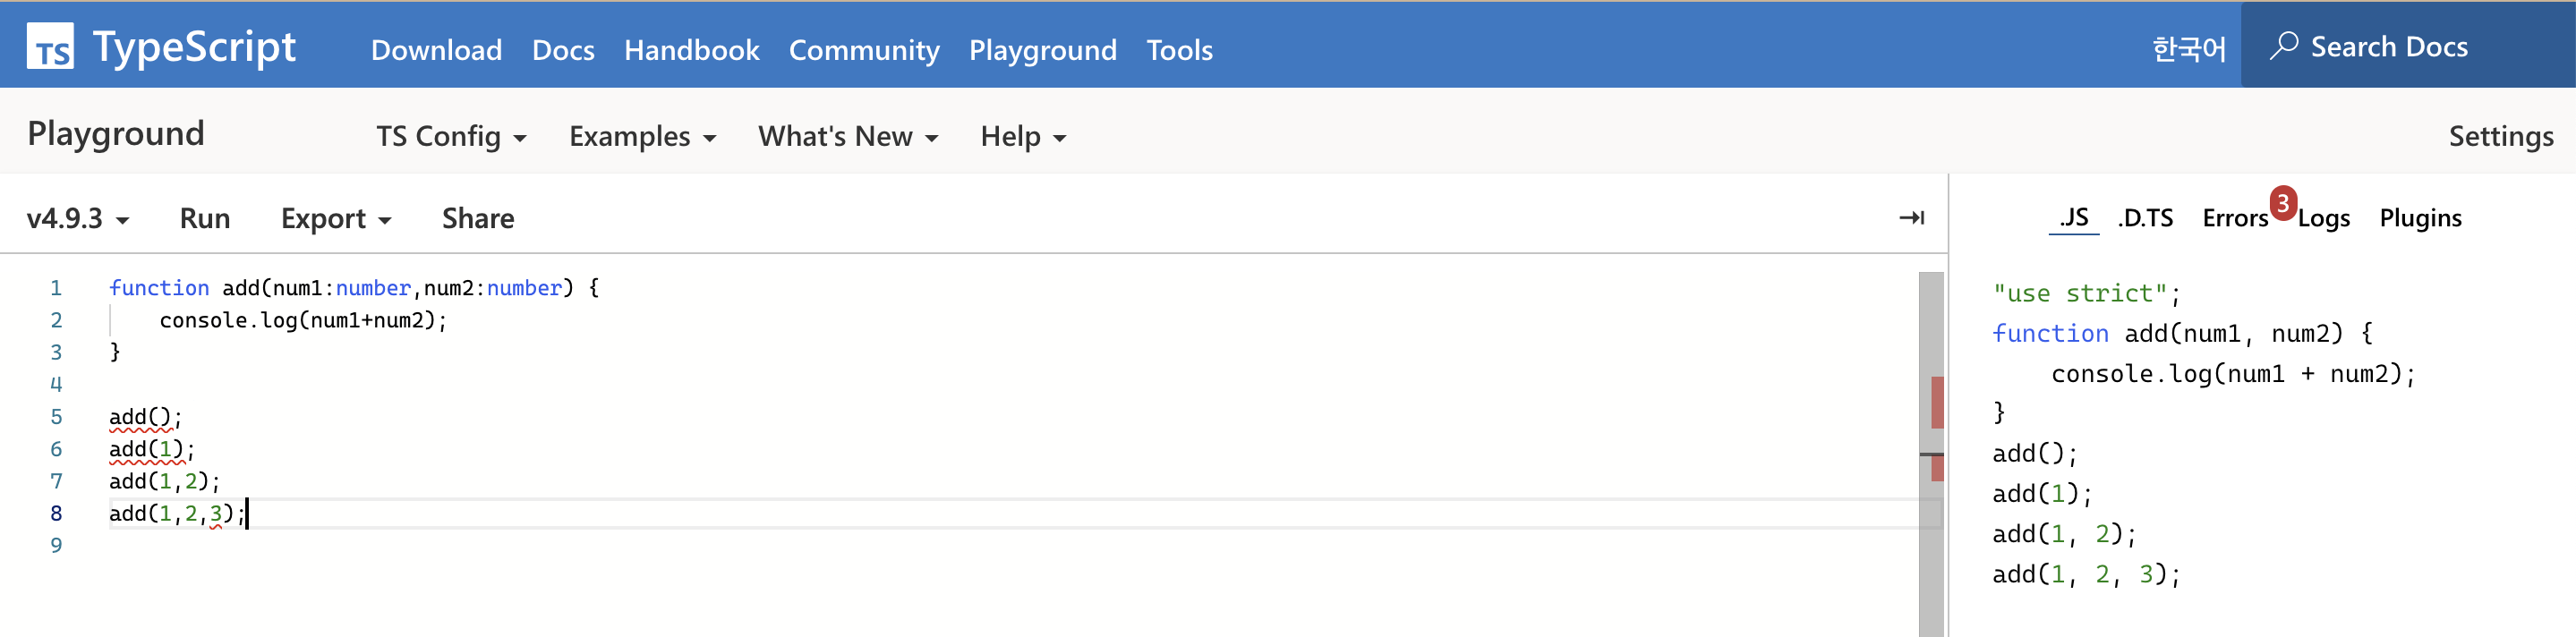 TS TypeScript Download Docs Handbook Community Playground Tools 한국어 Search Docs
Playground TS Config Examples What's New Help Settings
v4.9.3 Run Export Share
.JS .D.TS Errors 3 Logs Plugins
1 function add(num1:number,num2:number) {
2     console.log(num1+num2);
3 }
4
5 add();
6 add(1);
7 add(1,2);
8 add(1,2,3);
9
"use strict";
function add(num1, num2) {
    console.log(num1 + num2);
}
add();
add(1);
add(1, 2);
add(1, 2, 3);